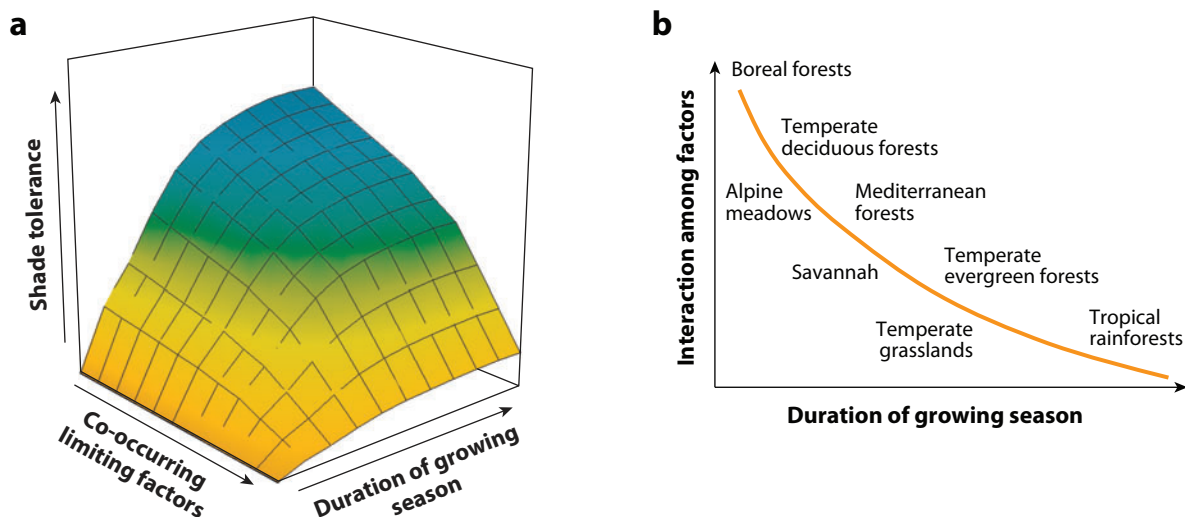 a
Shade tolerance
Co-occurring
limiting factors
Duration of growing
season
b
Interaction among factors
Boreal forests
Temperate
deciduous forests
Alpine
meadows
Mediterranean
forests
Savannah
Temperate
evergreen forests
Temperate
grasslands
Tropical
rainforests
Duration of growing season